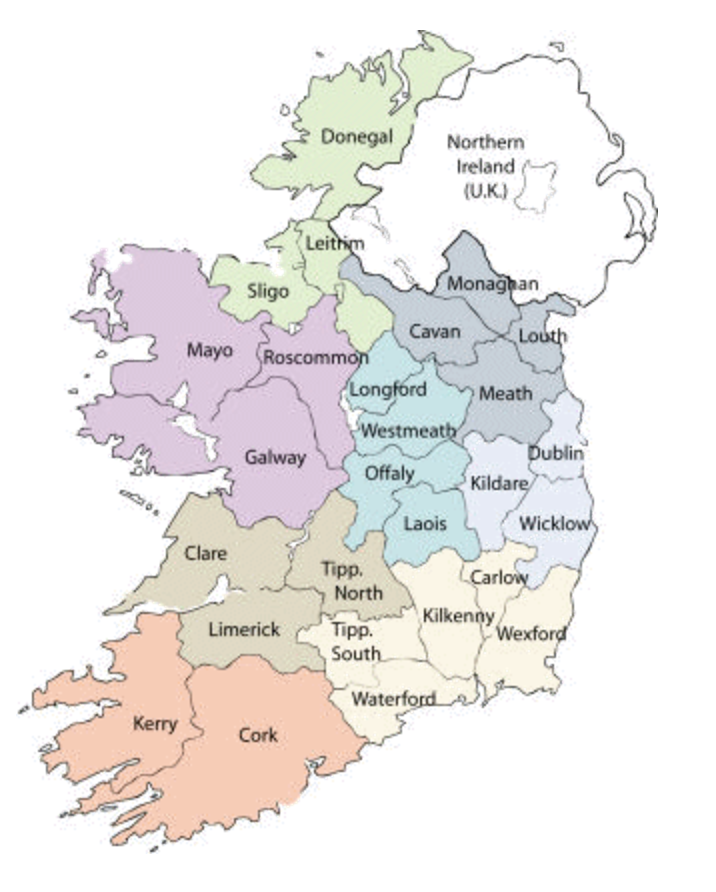 Donegal
Northern
Ireland
(U.K.)
Leitrim
Sligo
Monaghan
Cavan
Louth
Mayo
Roscommon
Longford
Meath
Westmeath
Dublin
Galway
Offaly
Kildare
Laois
Wicklow
Clare
Tipp.
North
Carlow
Kilkenny
Limerick
Tipp.
South
Wexford
Waterford
Kerry
Cork